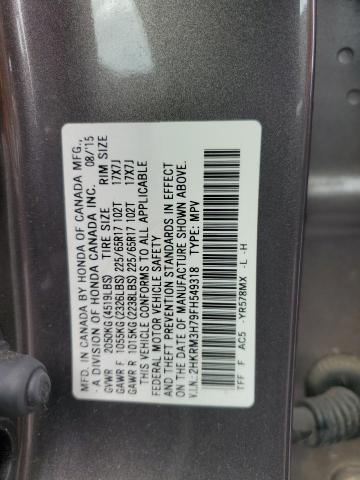 MFD. IN CANADA BY HONDA OF CANADA MFG.,
A DIVISION OF HONDA CANADA INC. 08/'15
GVWR 2050KG (4519LBS) TIRE SIZE RIM SIZE
GAWR F 1055KG (2326LBS) 225/65R17 102T 17X7J
GAWR R 1015KG (2238LBS) 225/65R17 102T 17X7J
THIS VEHICLE CONFORMS TO ALL APPLICABLE
FEDERAL MOTOR VEHICLE SAFETY
AND THEFT PREVENTION STANDARDS IN EFFECT
ON THE DATE OF MANUFACTURE SHOWN ABOVE.
V.I.N.: 2HKRM3H79FH549318 TYPE: MPV
TFF F AC5 -YR578MX -L -H